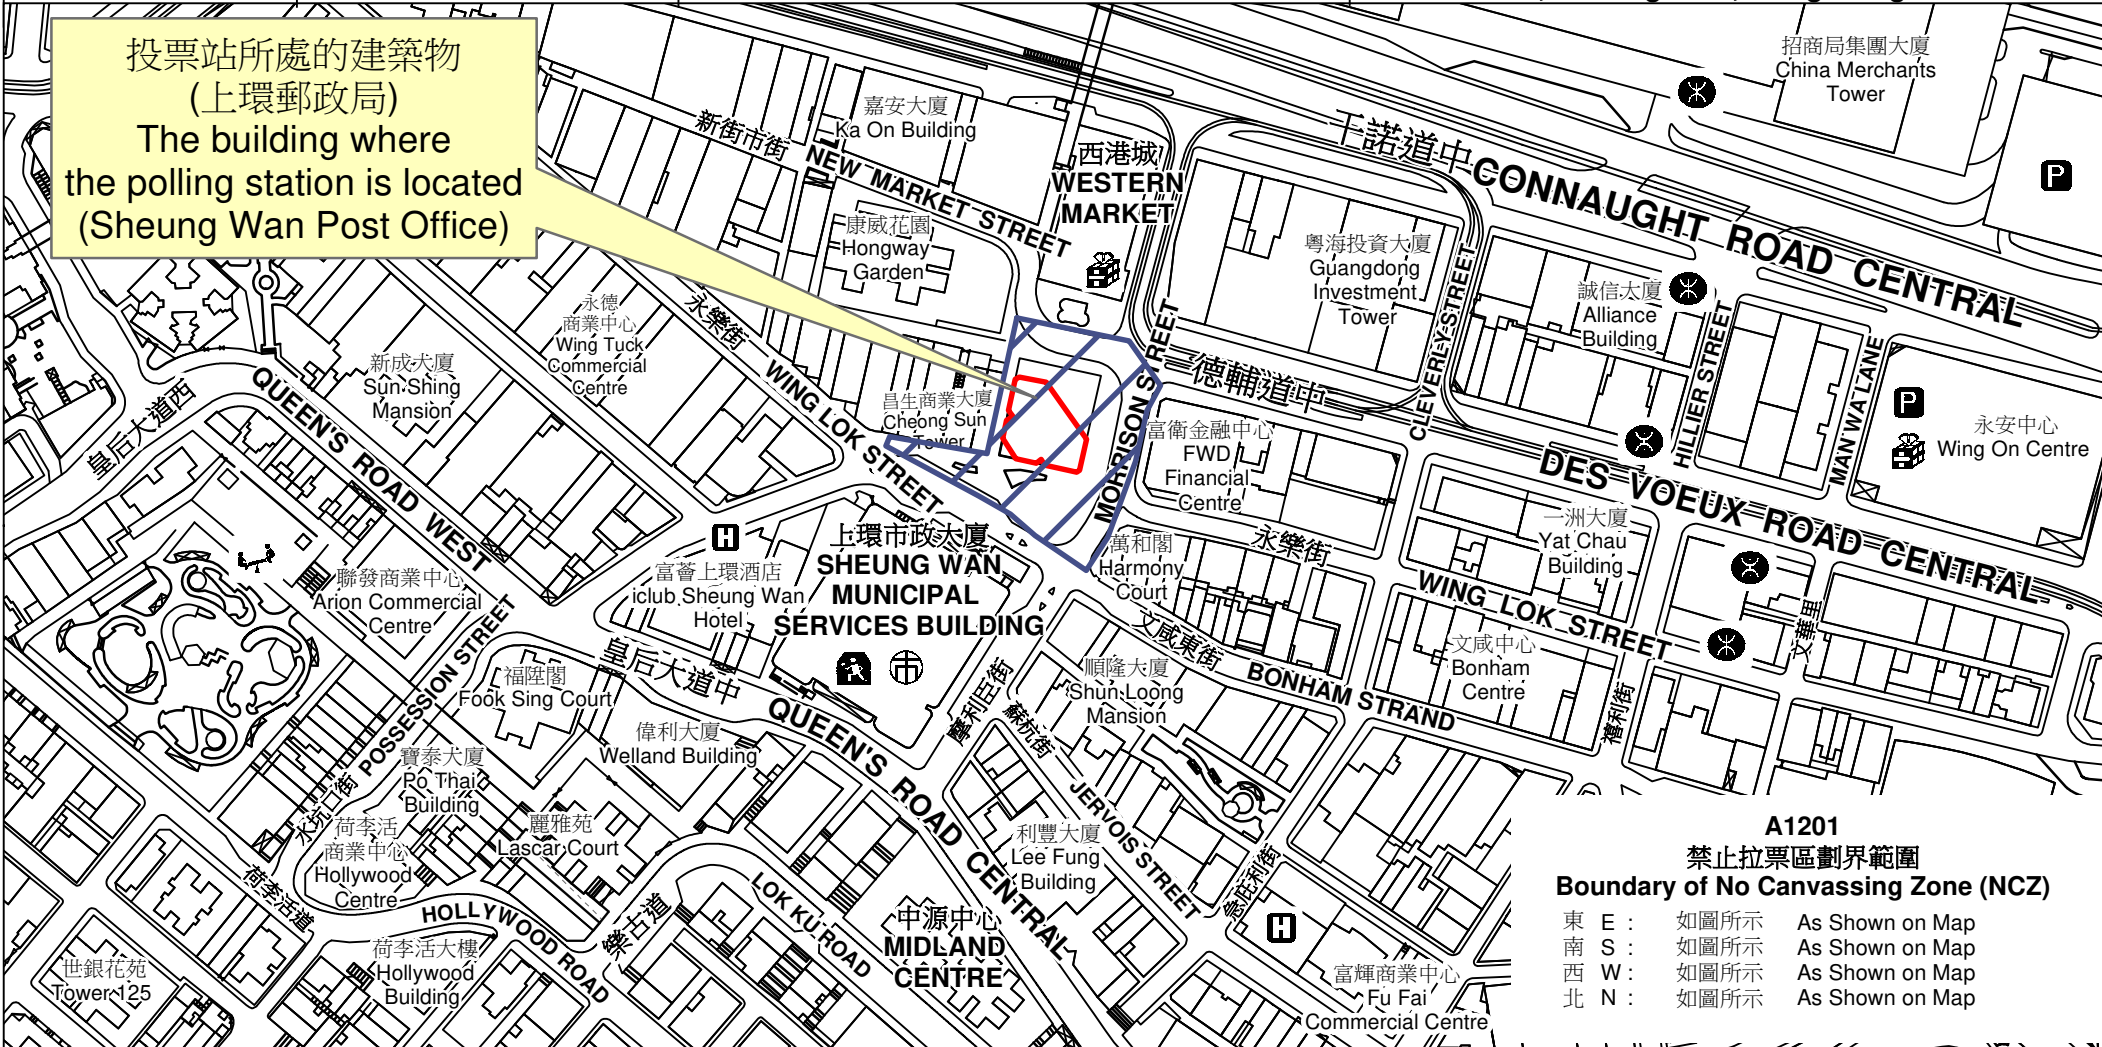 投票站所處的建築物
(上環郵政局)
The building where
the polling station is located
(Sheung Wan Post Office)
招商局集團大廈
China Merchants
Tower
嘉安大廈
Ka On Building
新街市街
NEW MARKET STREET
西港城
WESTERN
MARKET
干諾道中
CONNAUGHT ROAD CENTRAL
P
康威花園
Hongway
Garden
粵海投資大廈
Guangdong
Investment
Tower
誠信大廈
Alliance
Building
永德
商業中心
Wing Tuck
Commercial
Centre
永樂街
WING LOK STREET
新成大廈
Sun Shing
Mansion
皇后大道西
QUEEN'S ROAD WEST
昌生商業大廈
Cheong Sun
Tower
MORRISON STREET
德輔道中
DES VOEUX ROAD CENTRAL
CLEVERLY STREET
HILLIER STREET
MAN WA LANE
P
永安中心
Wing On Centre
富衛金融中心
FWD
Financial
Centre
一洲大廈
Yat Chau
Building
永樂街
WING LOK STREET
H
上環市政大廈
SHEUNG WAN
MUNICIPAL
SERVICES BUILDING
萬和閣
Harmony
Court
富薈上環酒店
iclub Sheung Wan
Hotel
聯發商業中心
Arion Commercial
Centre
文咸東街
BONHAM STRAND
文咸中心
Bonham
Centre
文華里
禧利街
福陞閣
Fook Sing Court
皇后大道中
QUEEN'S ROAD CENTRAL
順隆大廈
Shun Loong
Mansion
摩利臣街
蘇杭街
JERVOIS STREET
偉利大廈
Welland Building
水坑口街
POSSESSION STREET
寶泰大廈
Po Thai
Building
荷李活
商業中心
Hollywood
Centre
麗雅苑
Lascar Court
利豐大廈
Lee Fung
Building
急庇利街
荷李活道
HOLLYWOOD ROAD
樂古道
LOK KU ROAD
中源中心
MIDLAND
CENTRE
H
荷李活大樓
Hollywood
Building
世銀花苑
Tower 125
富輝商業中心
Fu Fai
Commercial Centre
A1201
禁止拉票區劃界範圍
Boundary of No Canvassing Zone (NCZ)
東 E : 如圖所示 As Shown on Map
南 S : 如圖所示 As Shown on Map
西 W : 如圖所示 As Shown on Map
北 N : 如圖所示 As Shown on Map